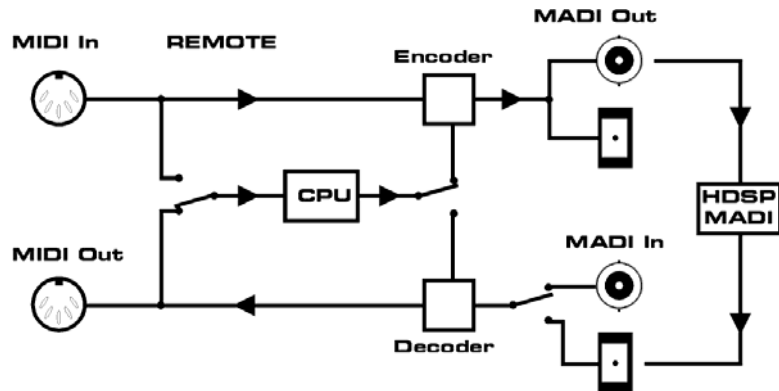 MIDI In
REMOTE
Encoder
MADI Out
CPU
HDSP
MADI
MIDI Out
MADI In
Decoder